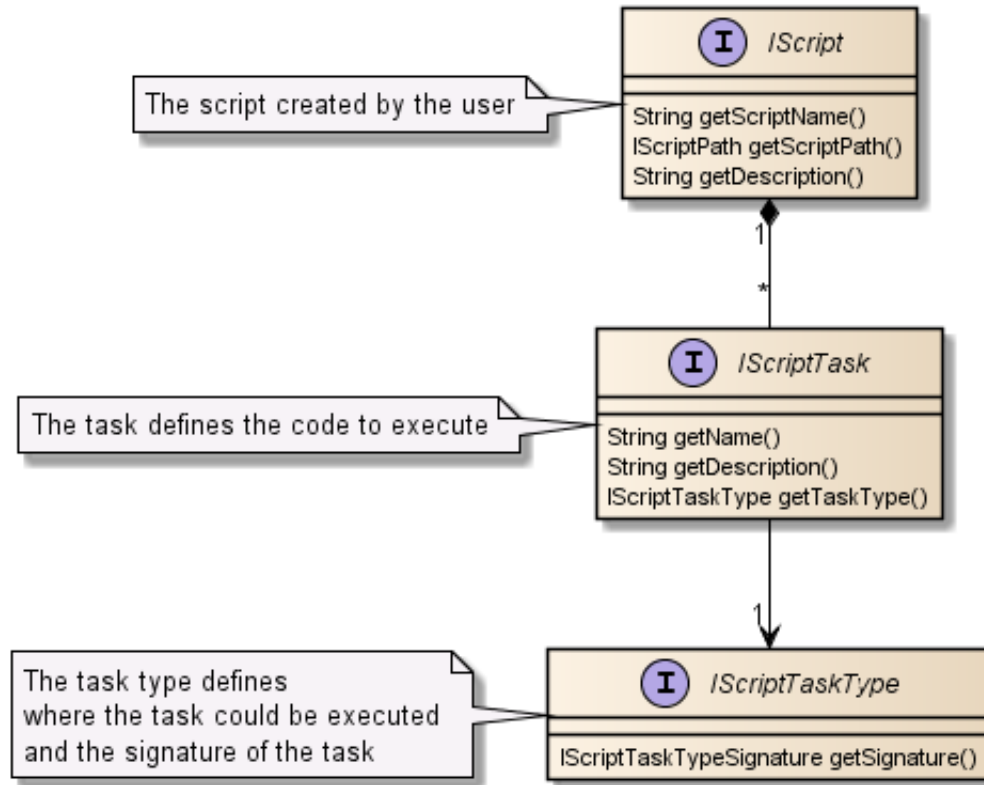 I IScript
The script created by the user
String getScriptName()
IScriptPath getScriptPath()
String getDescription()
1
*
I IScriptTask
The task defines the code to execute
String getName()
String getDescription()
IScriptTaskType getTaskType()
1
I IScriptTaskType
The task type defines
where the task could be executed
and the signature of the task
IScriptTaskTypeSignature getSignature()